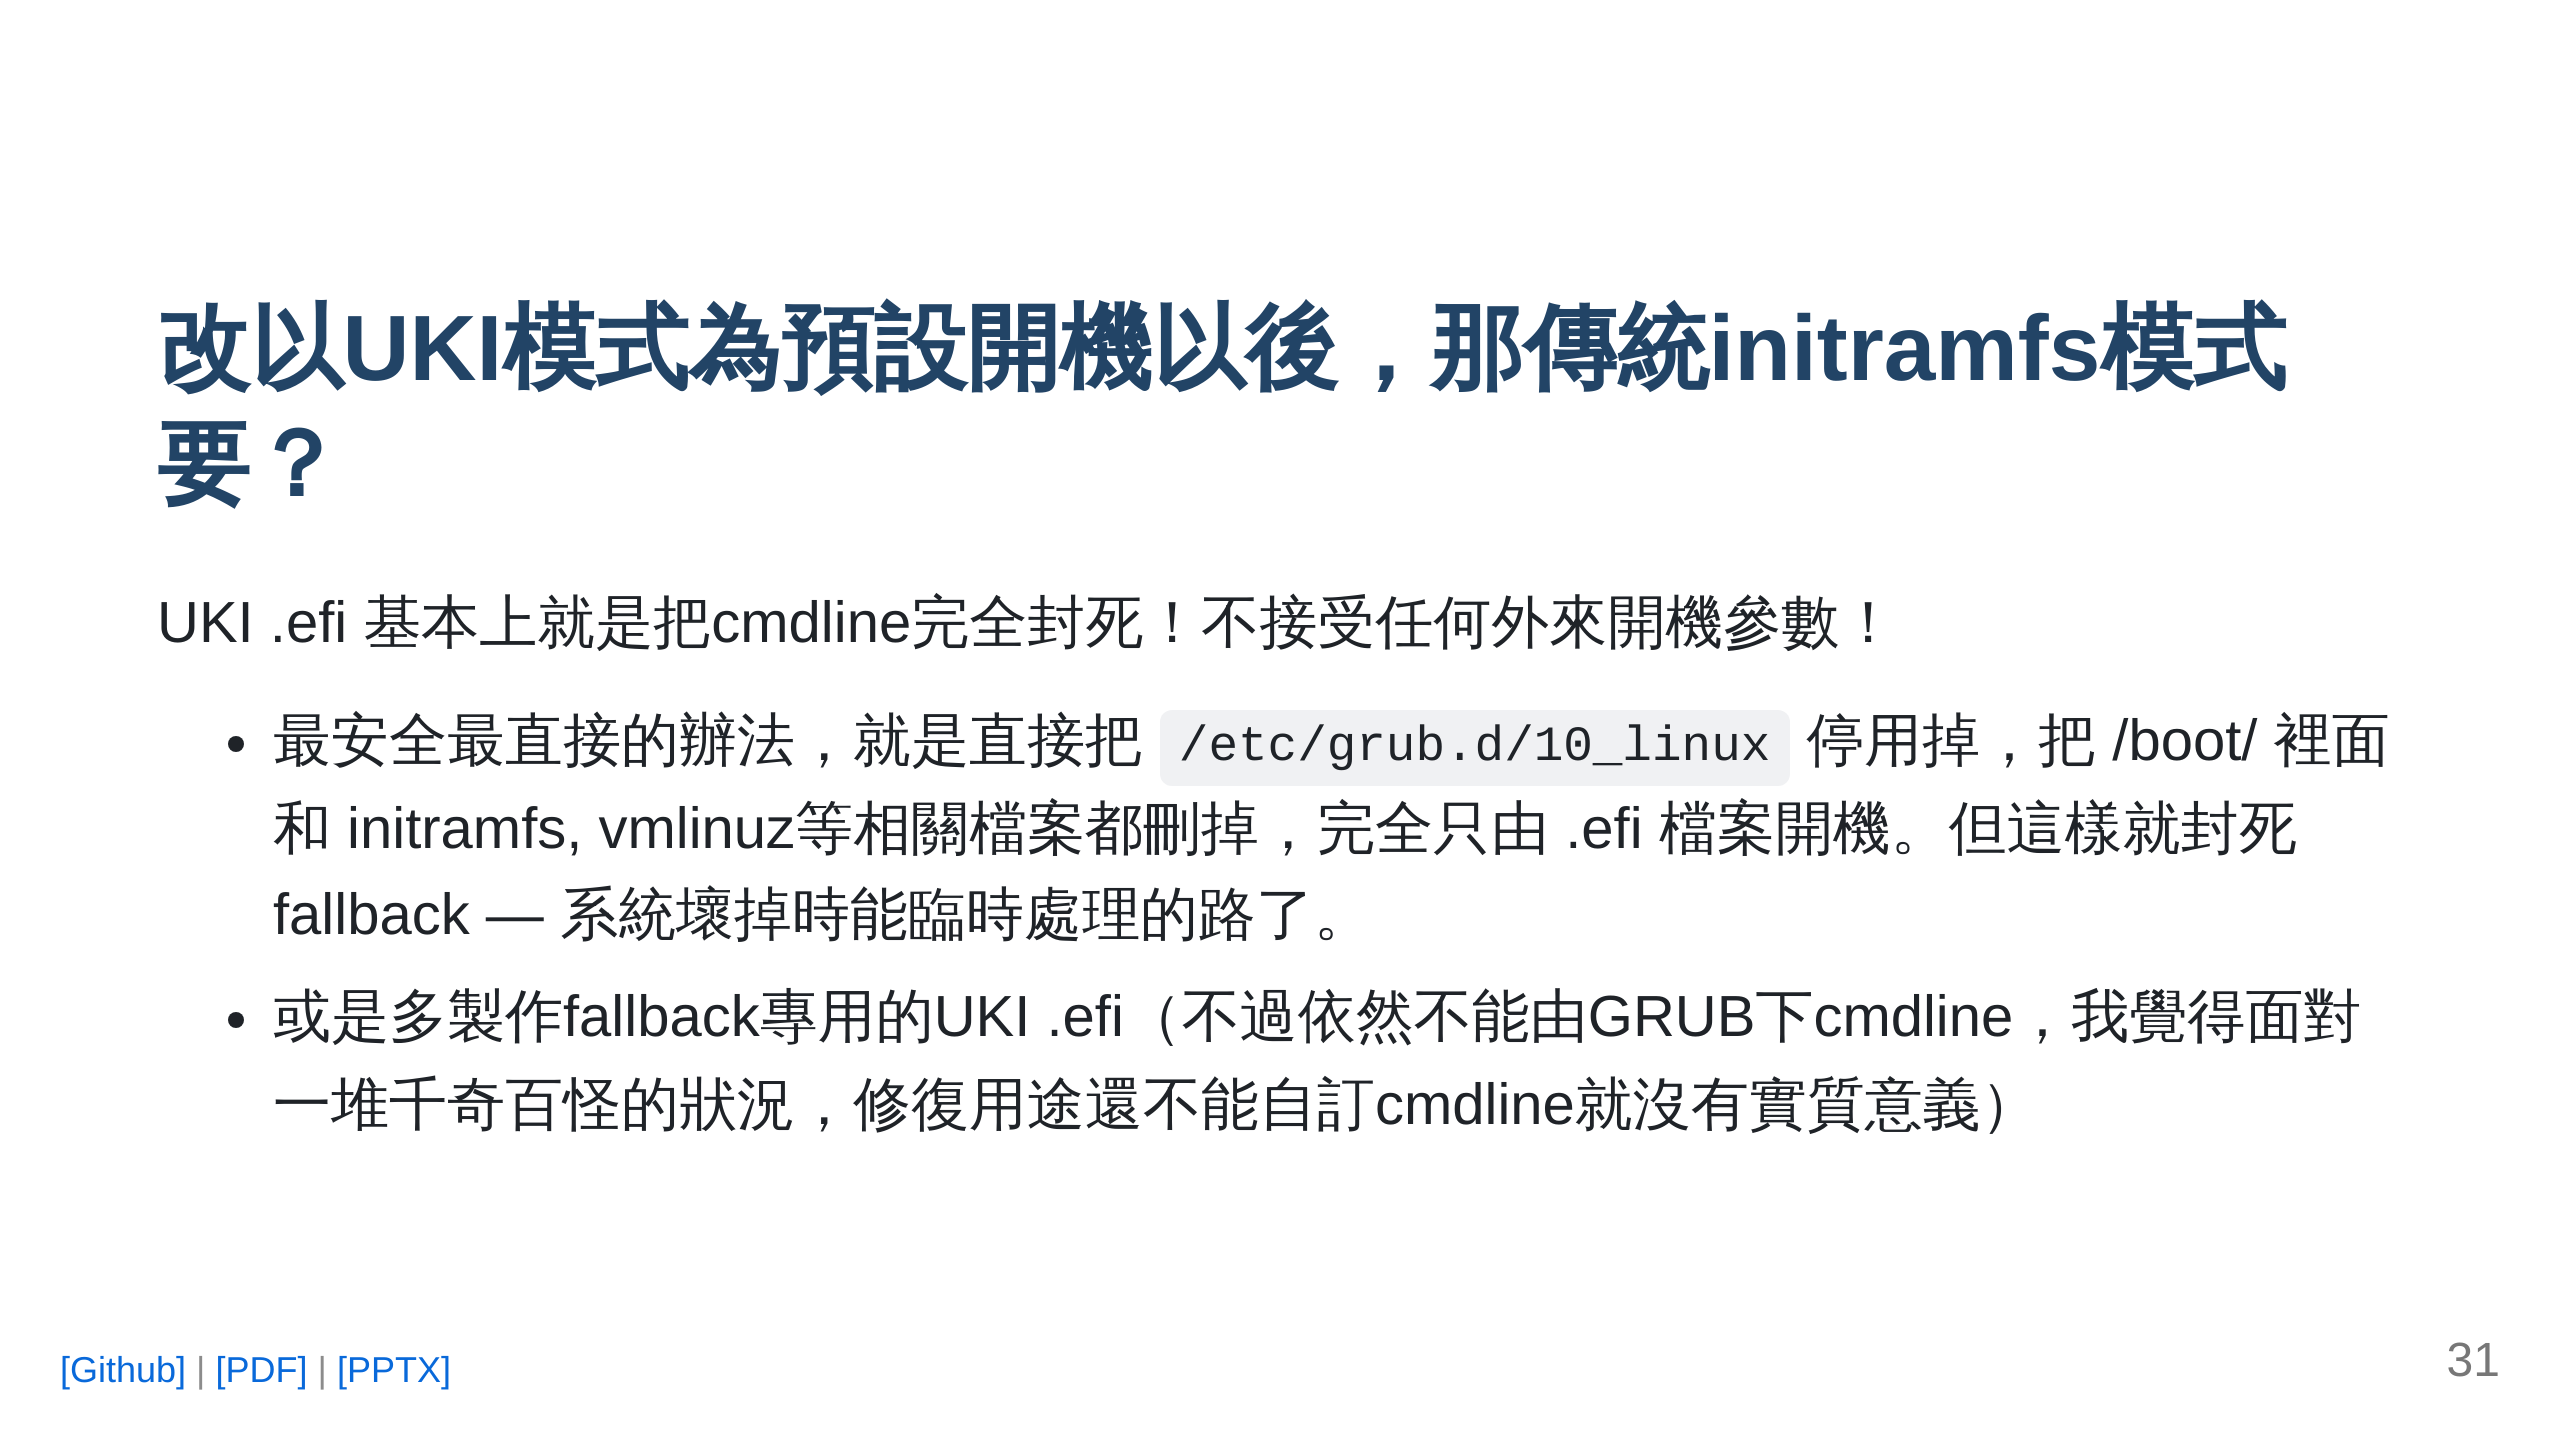 改以UKI模式為預設開機以後，那傳統initramfs模式
要？
UKI .efi 基本上就是把cmdline完全封死！不接受任何外來開機參數！
• 最安全最直接的辦法，就是直接把 /etc/grub.d/10_linux 停用掉，把 /boot/ 裡面
和 initramfs, vmlinuz等相關檔案都刪掉，完全只由 .efi 檔案開機。但這樣就封死
fallback — 系統壞掉時能臨時處理的路了。
• 或是多製作fallback專用的UKI .efi（不過依然不能由GRUB下cmdline，我覺得面對
一堆千奇百怪的狀況，修復用途還不能自訂cmdline就沒有實質意義）
[Github] | [PDF] | [PPTX]
31